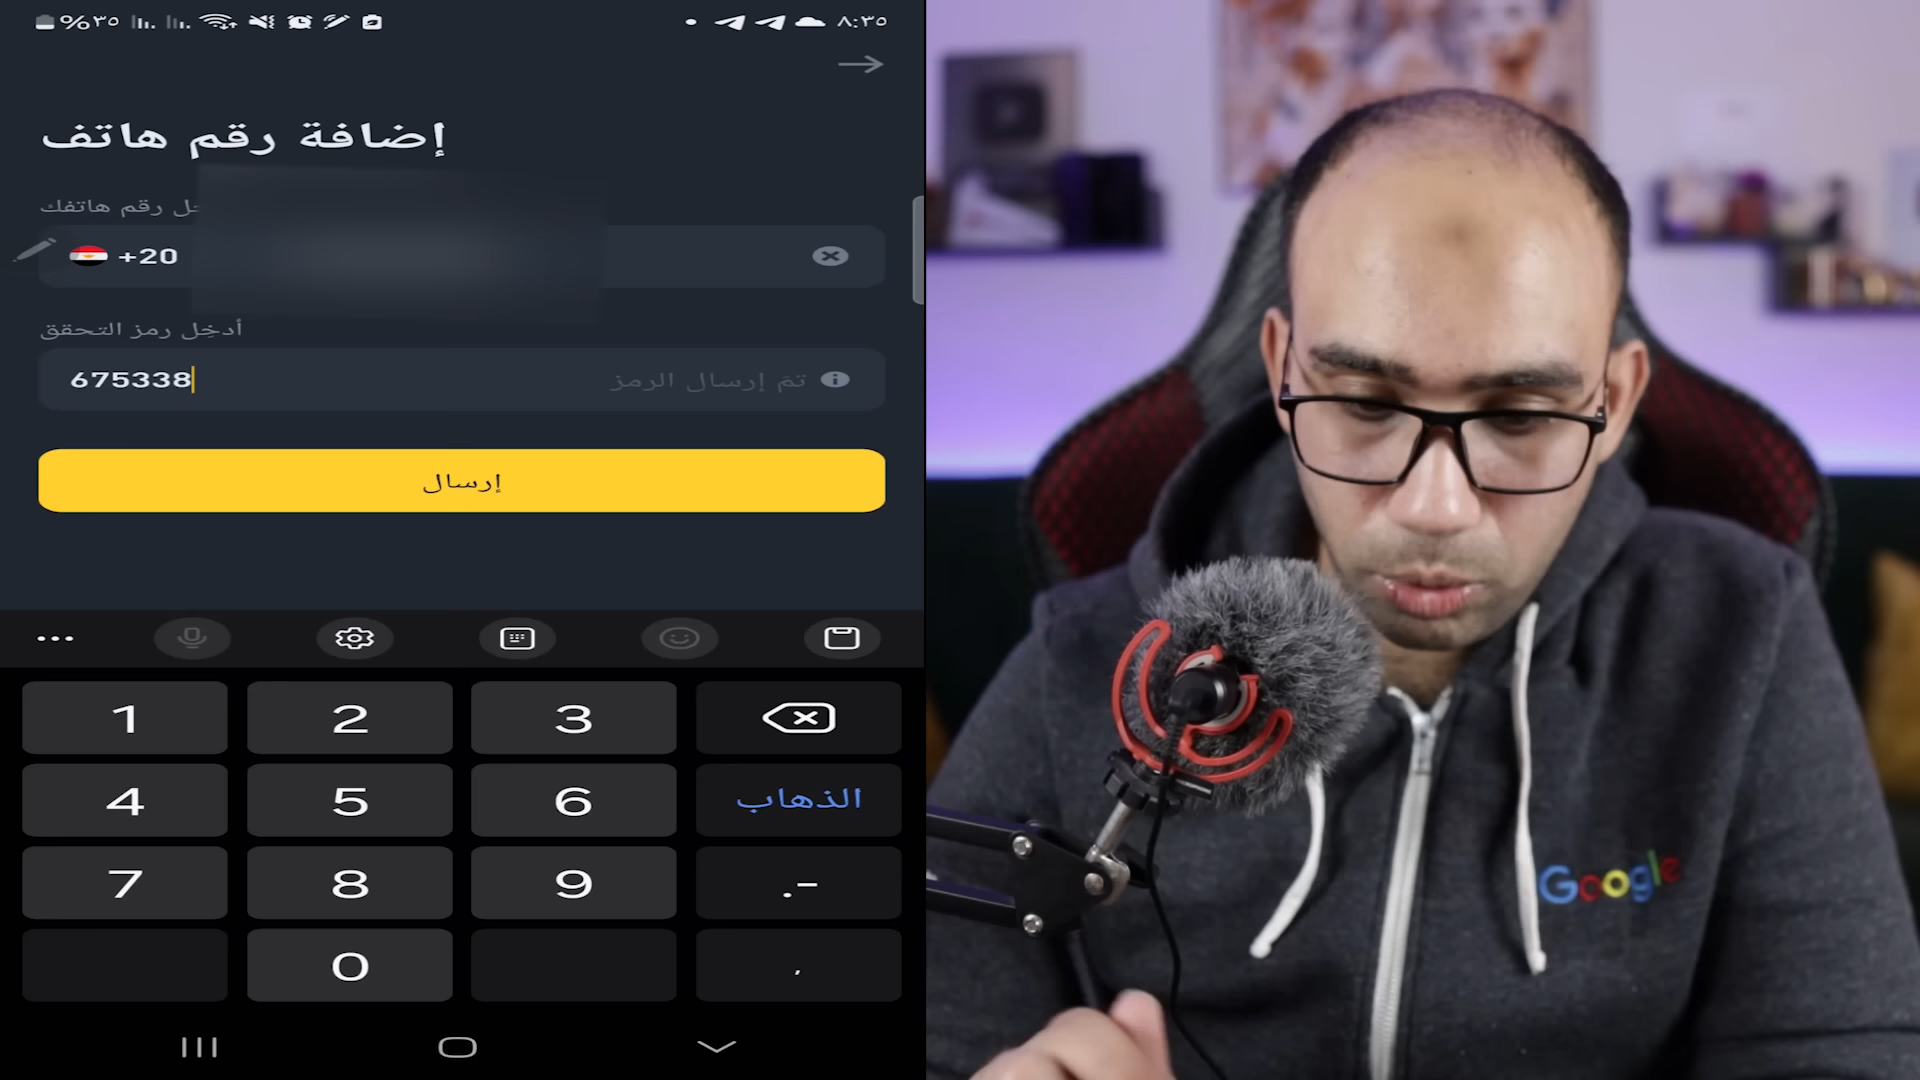 %٣٥
٨:٣٥
إضافة رقم هاتف
رقم هاتفك
+20
أدخِل رمز التحقق
675338
تمّ إرسال الرمز
إرسال
1 2 3
4 5 6 الذهاب
7 8 9 .-
0 ,
Google